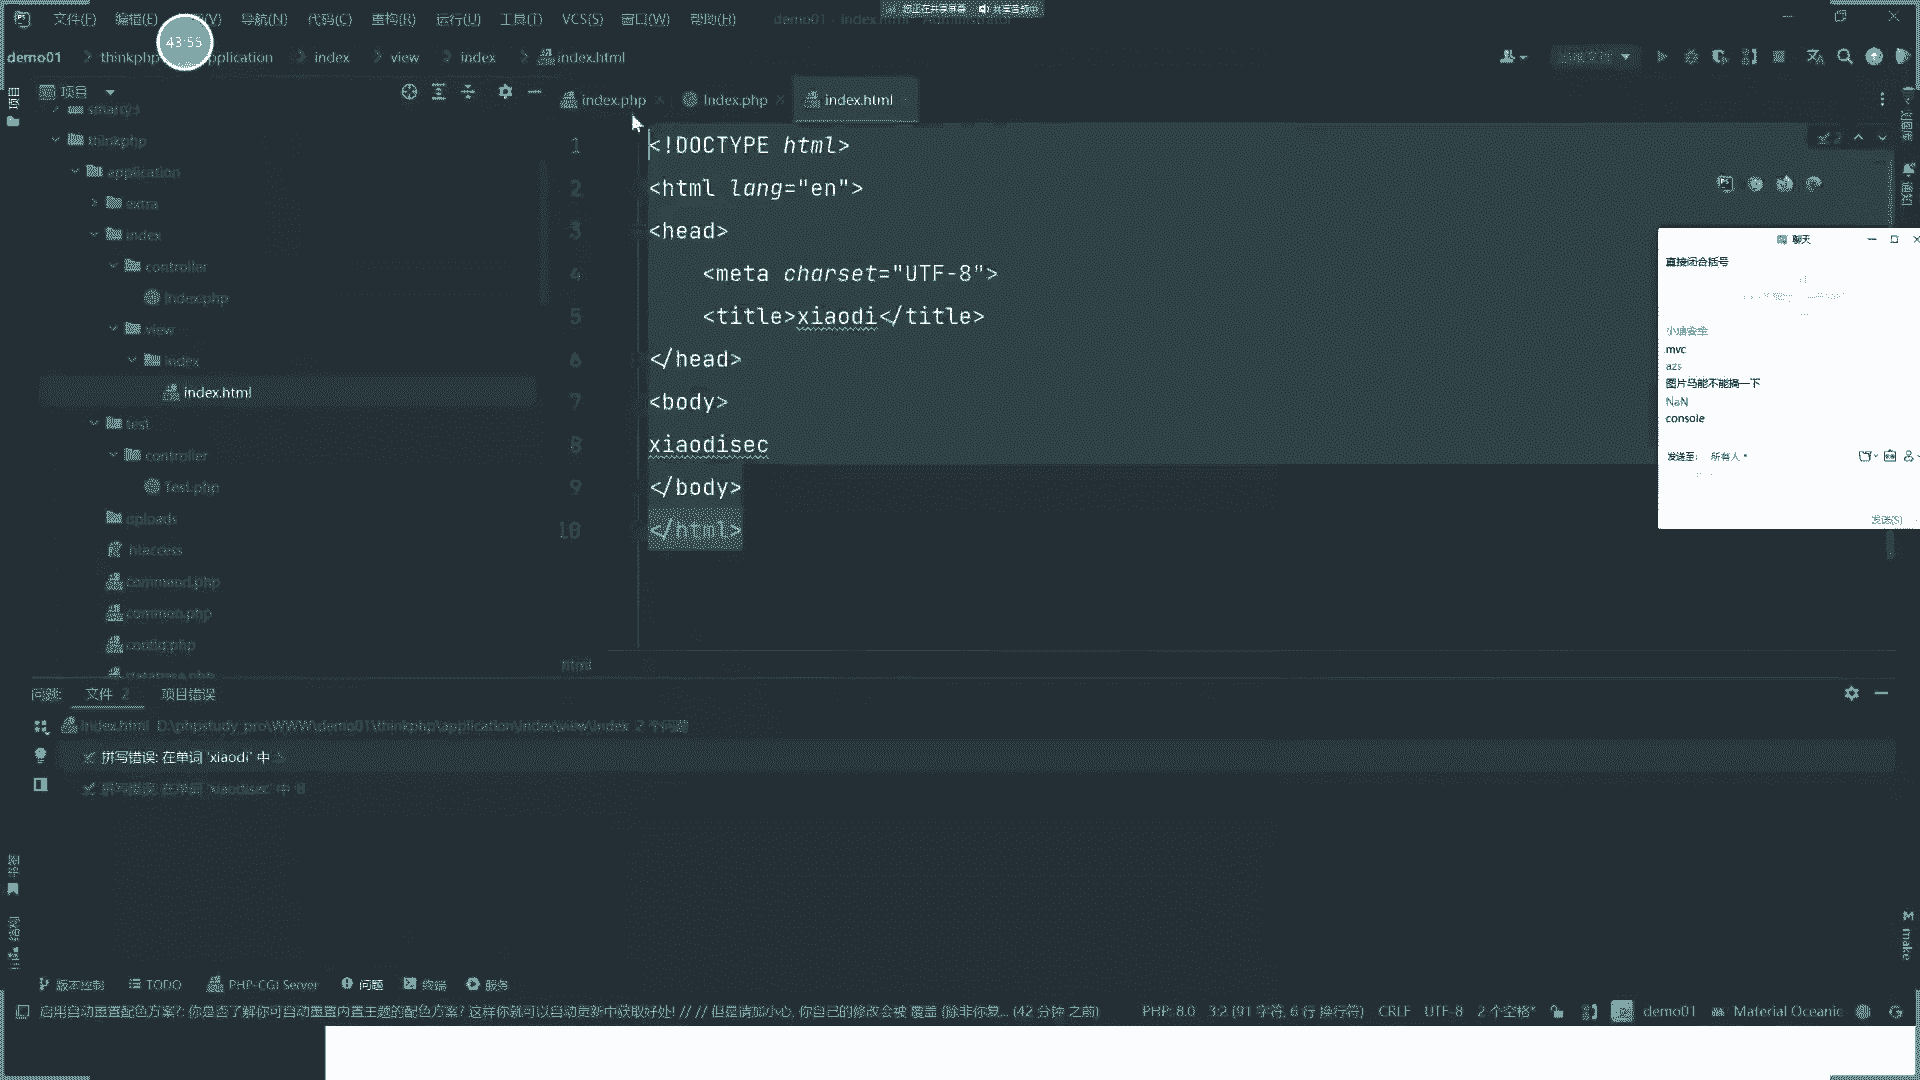 文件(F) 编辑(E) (V) 导航(N) 代码(C) 重构(R) 运行(U) 工具(T) VCS(S) 窗口(W) 帮助(H) demo01 - index.html - Administrator
43:55
demo01 thinkphp application index view index index.html
项目
index.php Index.php index.html
smarty3
thinkphp
application
extra
index
controller
Index.php
view
index
index.html
test
controller
Test.php
uploads
.htaccess
command.php
common.php
config.php
database.php
1 <!DOCTYPE html>
2 <html lang="en">
3 <head>
4 <meta charset="UTF-8">
5 <title>xiaodi</title>
6 </head>
7 <body>
8 xiaodisec
9 </body>
10 </html>
html
聊天
直接闭合括号
小塘安全
.mvc
azs
图片马能不能搞一下
NaN
console
发送至: 所有人
发送(S)
问题: 文件 2 项目错误
index.html D:\phpstudy_pro\WWW\demo01\thinkphp\application\index\view\index 2 个问题
拼写错误: 在单词 'xiaodi' 中 :5
拼写错误: 在单词 'xiaodisec' 中 :8
版本控制 TODO PHP-CGI Server 问题 终端 服务
启用自动重置配色方案?: 你是否了解你可自动重置内置主题的配色方案? 这样你就可以自动更新中获取好处! // // 但是请加小心, 你自己的修改会被 覆盖 (除非你复... (42 分钟 之前) PHP: 8.0 3:2 (91 字符, 6 行 换行符) CRLF UTF-8 2 个空格* demo01 Material Oceanic
make